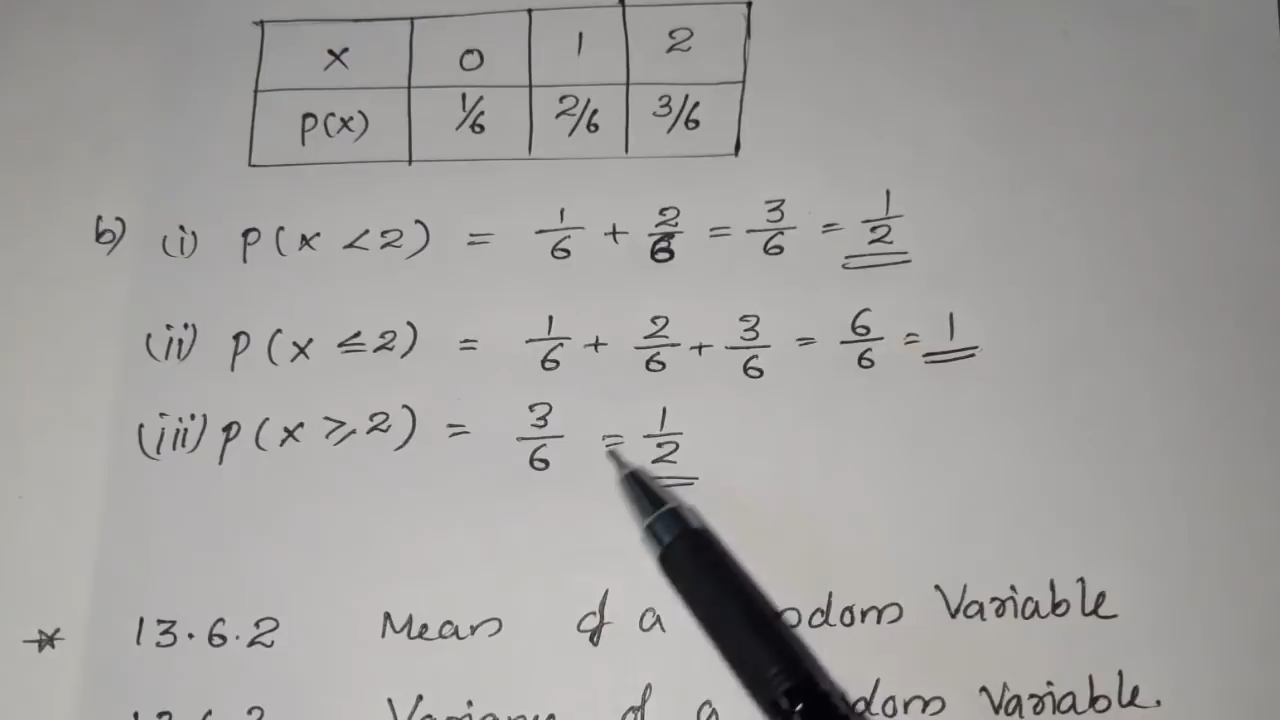 x 0 1 2
p(x) 1/6 2/6 3/6
b) (i) p(x < 2) = 1/6 + 2/6 = 3/6 = 1/2
(ii) p(x ≤ 2) = 1/6 + 2/6 + 3/6 = 6/6 = 1
(iii) p(x ≥ 2) = 3/6 = 1/2
* 13.6.2 Mean of a Variable
of a Variable.